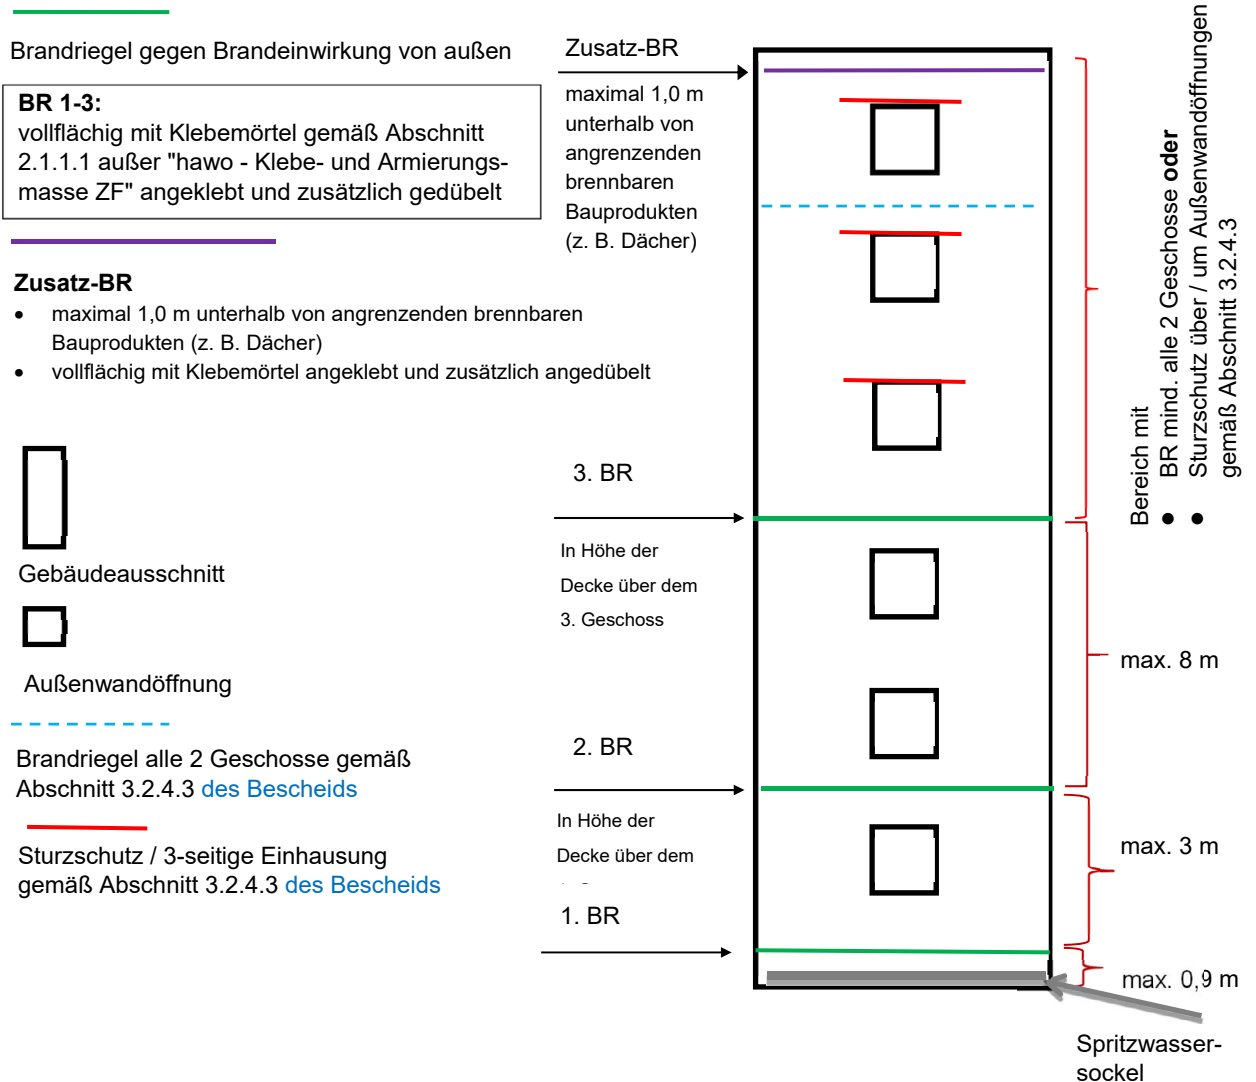 Brandriegel gegen Brandeinwirkung von außen
BR 1-3:
vollflächig mit Klebemörtel gemäß Abschnitt
2.1.1.1 außer "hawo - Klebe- und Armierungs-
masse ZF" angeklebt und zusätzlich gedübelt
Zusatz-BR
• maximal 1,0 m unterhalb von angrenzenden brennbaren
Bauprodukten (z. B. Dächer)
• vollflächig mit Klebemörtel angeklebt und zusätzlich angedübelt
Gebäudeausschnitt
Außenwandöffnung
Brandriegel alle 2 Geschosse gemäß
Abschnitt 3.2.4.3 des Bescheids
Sturzschutz / 3-seitige Einhausung
gemäß Abschnitt 3.2.4.3 des Bescheids
Zusatz-BR
maximal 1,0 m
unterhalb von
angrenzenden
brennbaren
Bauprodukten
(z. B. Dächer)
3. BR
In Höhe der
Decke über dem
3. Geschoss
2. BR
In Höhe der
Decke über dem
1. BR
Bereich mit
• BR mind. alle 2 Geschosse oder
• Sturzschutz über / um Außenwandöffnungen
gemäß Abschnitt 3.2.4.3
max. 8 m
max. 3 m
max. 0,9 m
Spritzwasser-
sockel